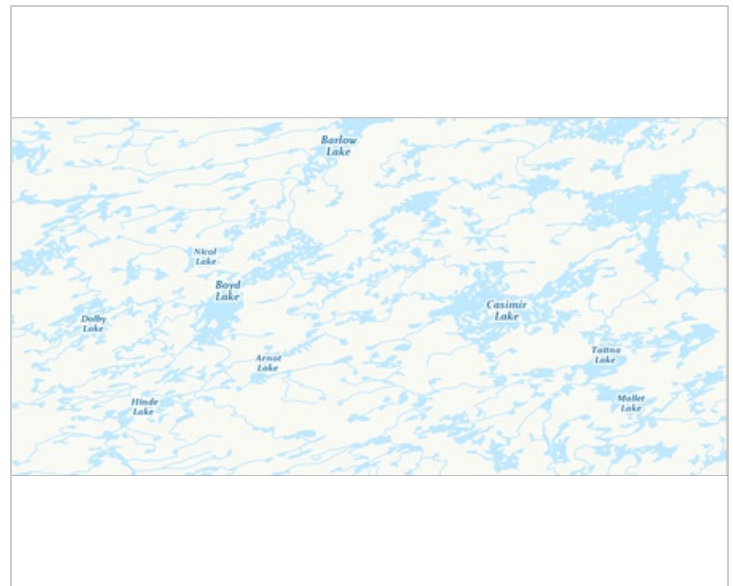 Barlow
Lake
Nicol
Lake
Boyd
Lake
Casimir
Lake
Dolby
Lake
Taitna
Lake
Arnot
Lake
Hinde
Lake
Mallet
Lake